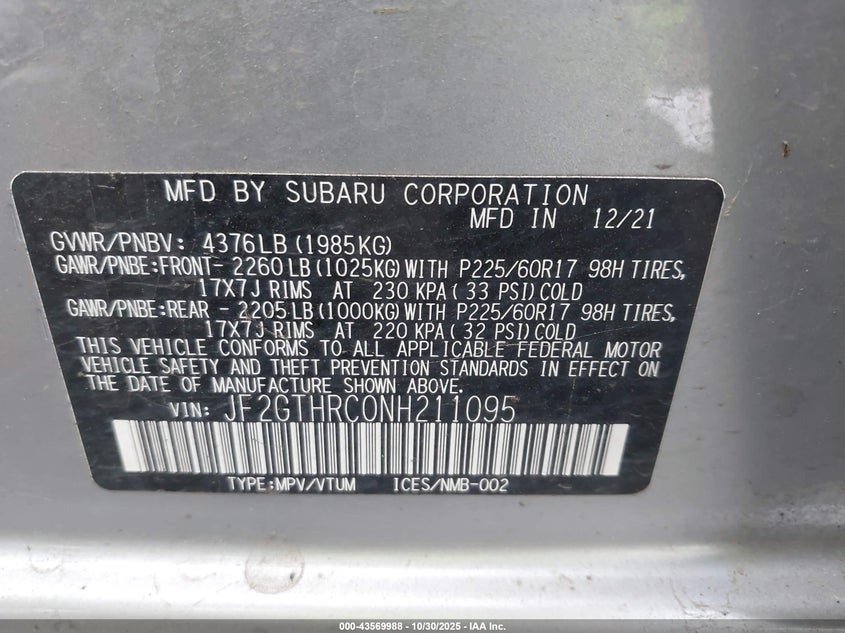 MFD BY SUBARU CORPORATION
MFD IN 12/21
GVWR/PNBV: 4376LB (1985KG)
GAWR/PNBE:FRONT- 2260LB (1025KG) WITH P225/60R17 98H TIRES,
17X7J RIMS AT 230 KPA ( 33 PSI) COLD
GAWR/PNBE:REAR - 2205LB (1000KG) WITH P225/60R17 98H TIRES,
17X7J RIMS AT 220 KPA ( 32 PSI) COLD
THIS VEHICLE CONFORMS TO ALL APPLICABLE FEDERAL MOTOR
VEHICLE SAFETY AND THEFT PREVENTION STANDARDS IN EFFECT ON
THE DATE OF MANUFACTURE SHOWN ABOVE.
VIN: JF2GTHRC0NH211095
TYPE:MPV/VTUM ICES/NMB-002
000-43569988 - 10/30/2025 - IAA Inc.